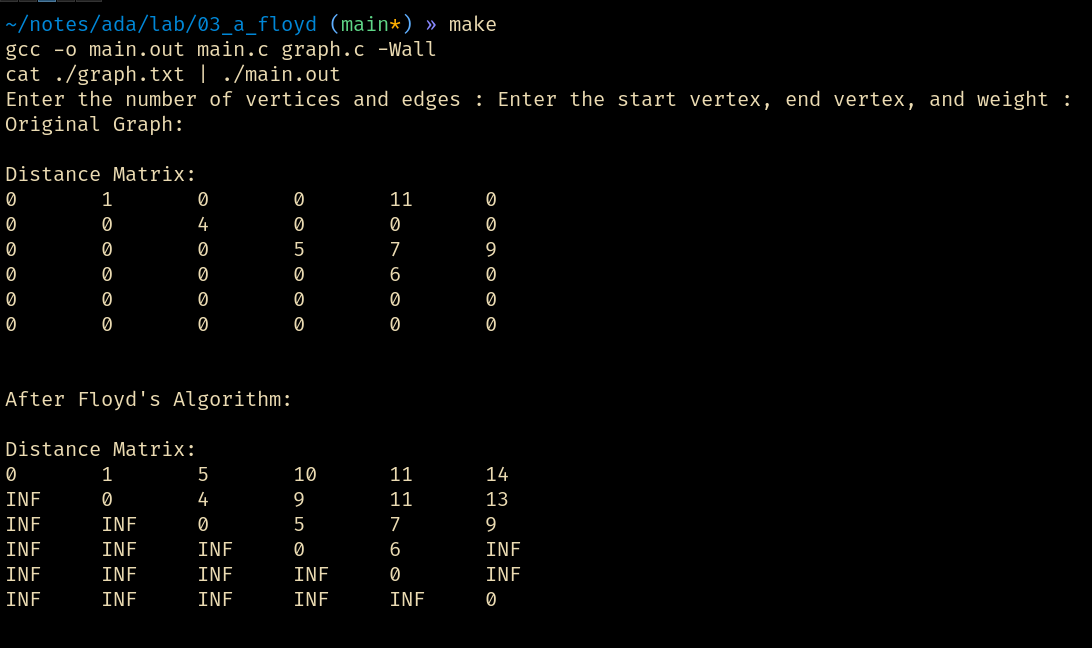 ~/notes/ada/lab/03_a_floyd (main*) » make
gcc -o main.out main.c graph.c -Wall
cat ./graph.txt | ./main.out
Enter the number of vertices and edges : Enter the start vertex, end vertex, and weight :
Original Graph:
Distance Matrix:
0 1 0 0 11 0
0 0 4 0 0 0
0 0 0 5 7 9
0 0 0 0 6 0
0 0 0 0 0 0
0 0 0 0 0 0
After Floyd's Algorithm:
Distance Matrix:
0 1 5 10 11 14
INF 0 4 9 11 13
INF INF 0 5 7 9
INF INF INF 0 6 INF
INF INF INF INF 0 INF
INF INF INF INF INF 0